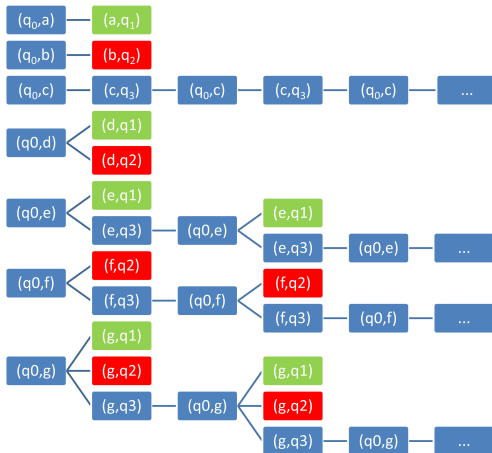 (q₀,a) (a,q₁)
(q₀,b) (b,q₂)
(q₀,c) (c,q₃) (q₀,c) (c,q₃) (q₀,c) ...
(d,q1)
(q0,d)
(d,q2)
(e,q1)
(q0,e) (e,q1)
(e,q3) (q0,e)
(e,q3) (q0,e) ...
(f,q2)
(q0,f) (f,q2)
(f,q3) (q0,f)
(f,q3) (q0,f) ...
(g,q1)
(q0,g) (g,q2) (g,q1)
(g,q3) (q0,g) (g,q2)
(g,q3) (q0,g) ...